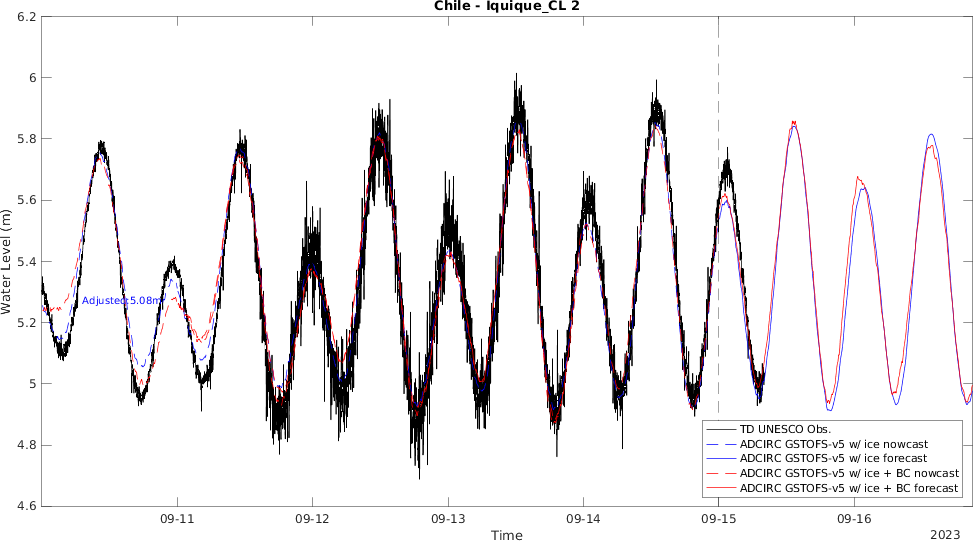 Chile - Iquique_CL 2
6.2
6
5.8
5.6
5.4
5.2
5
4.8
4.6
Water Level (m)
Adjusted:5.08m
TD UNESCO Obs.
ADCIRC GSTOFS-v5 w/ ice nowcast
ADCIRC GSTOFS-v5 w/ ice forecast
ADCIRC GSTOFS-v5 w/ ice + BC nowcast
ADCIRC GSTOFS-v5 w/ ice + BC forecast
09-11 09-12 09-13 09-14 09-15 09-16
Time
2023